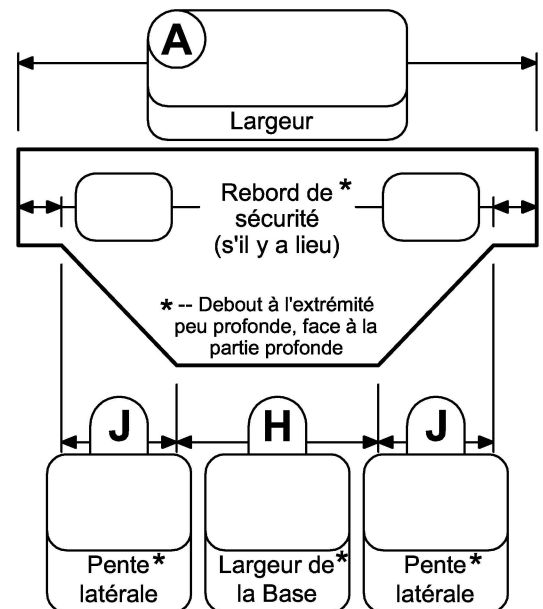 A
Largeur
Rebord de *
sécurité
(s'il y a lieu)
* -- Debout à l'extrémité
peu profonde, face à la
partie profonde
J
H
J
Pente*
latérale
Largeur de*
la Base
Pente*
latérale